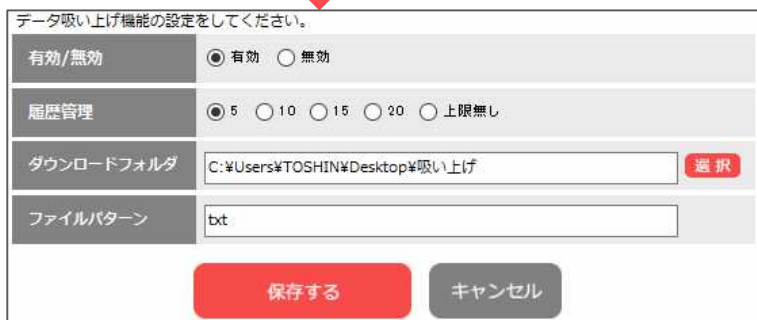 データ吸い上げ機能の設定をしてください。
有効/無効 有効 無効
履歴管理 5 10 15 20 上限無し
ダウンロードフォルダ C:¥Users¥TOSHIN¥Desktop¥吸い上げ 選択
ファイルパターン txt
保存する キャンセル